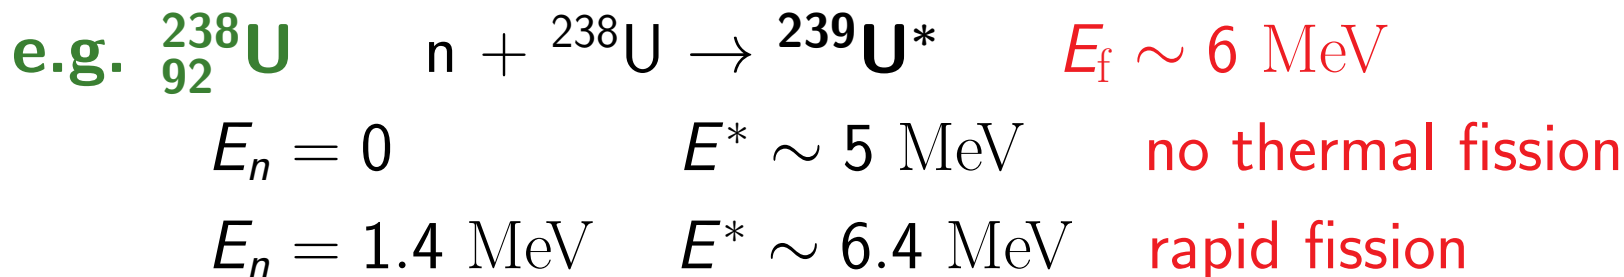 e.g. ²³⁸₉₂U n + ²³⁸U → ²³⁹U* E_f ∼ 6 MeV
E_n = 0 E* ∼ 5 MeV no thermal fission
E_n = 1.4 MeV E* ∼ 6.4 MeV rapid fission